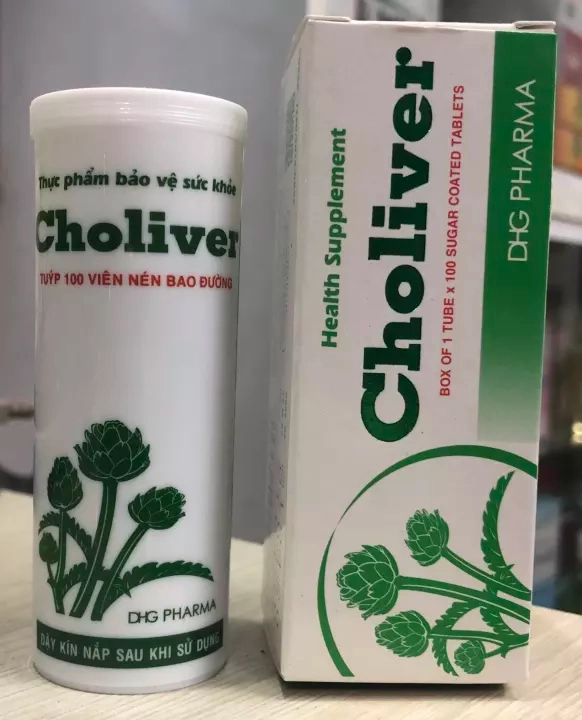 Thực phẩm bảo vệ sức khỏe
Choliver
TUÝP 100 VIÊN NÉN BAO ĐƯỜNG
DHG PHARMA
ĐẬY KÍN NẮP SAU KHI SỬ DỤNG
Health Supplement
Choliver
BOX OF 1 TUBE x 100 SUGAR COATED TABLETS
DHG PHARMA